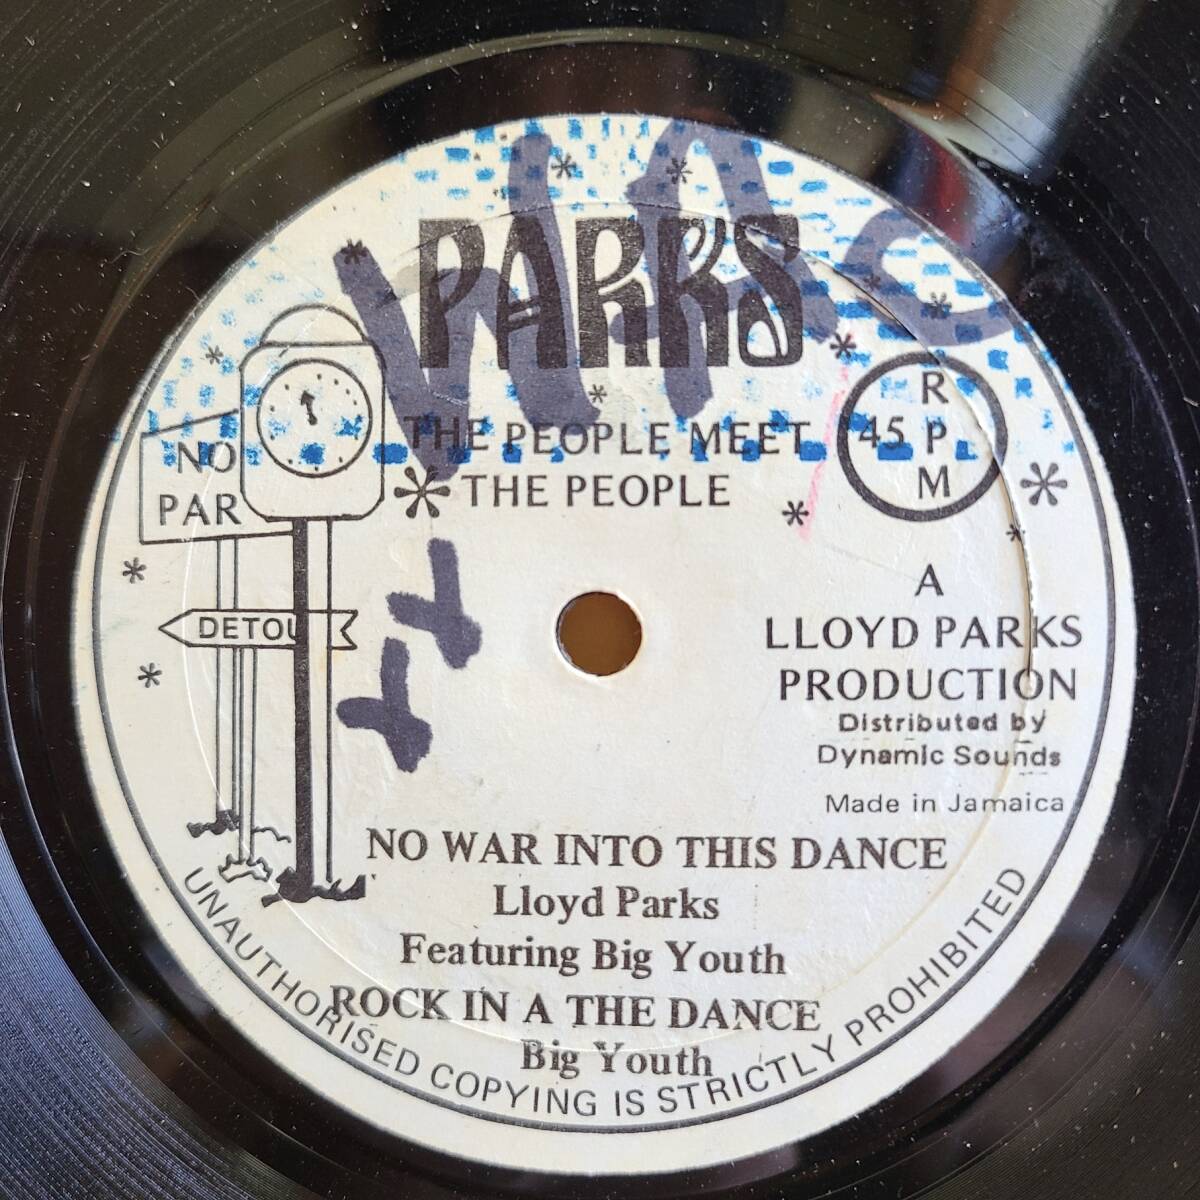 PARKS
THE PEOPLE MEET
THE PEOPLE
NO
PAR
DETOU
45 RPM
A
LLOYD PARKS
PRODUCTION
Distributed by
Dynamic Sounds
Made in Jamaica
NO WAR INTO THIS DANCE
Lloyd Parks
Featuring Big Youth
ROCK IN A THE DANCE
Big Youth
UNAUTHORISED COPYING IS STRICTLY PROHIBITED